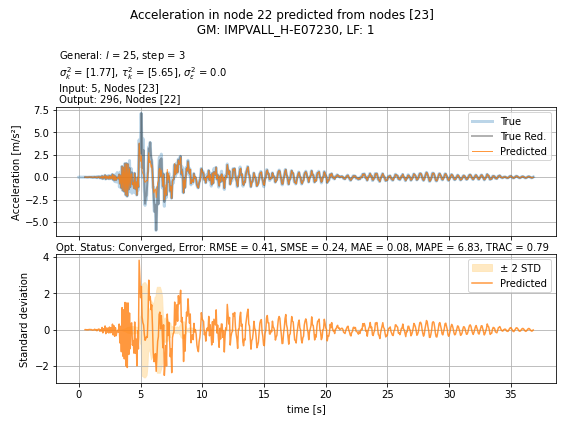 Acceleration in node 22 predicted from nodes [23]
GM: IMPVALL_H-E07230, LF: 1
General: l = 25, step = 3
σ²ₖ = [1.77], τ²ₖ = [5.65], σ²ₑ = 0.0
Input: 5, Nodes [23]
Output: 296, Nodes [22]
7.5
5.0
2.5
0.0
−2.5
−5.0
Acceleration [m/s²]
True
True Red.
Predicted
Opt. Status: Converged, Error: RMSE = 0.41, SMSE = 0.24, MAE = 0.08, MAPE = 6.83, TRAC = 0.79
4
2
0
−2
Standard deviation
± 2 STD
Predicted
0 5 10 15 20 25 30 35
time [s]